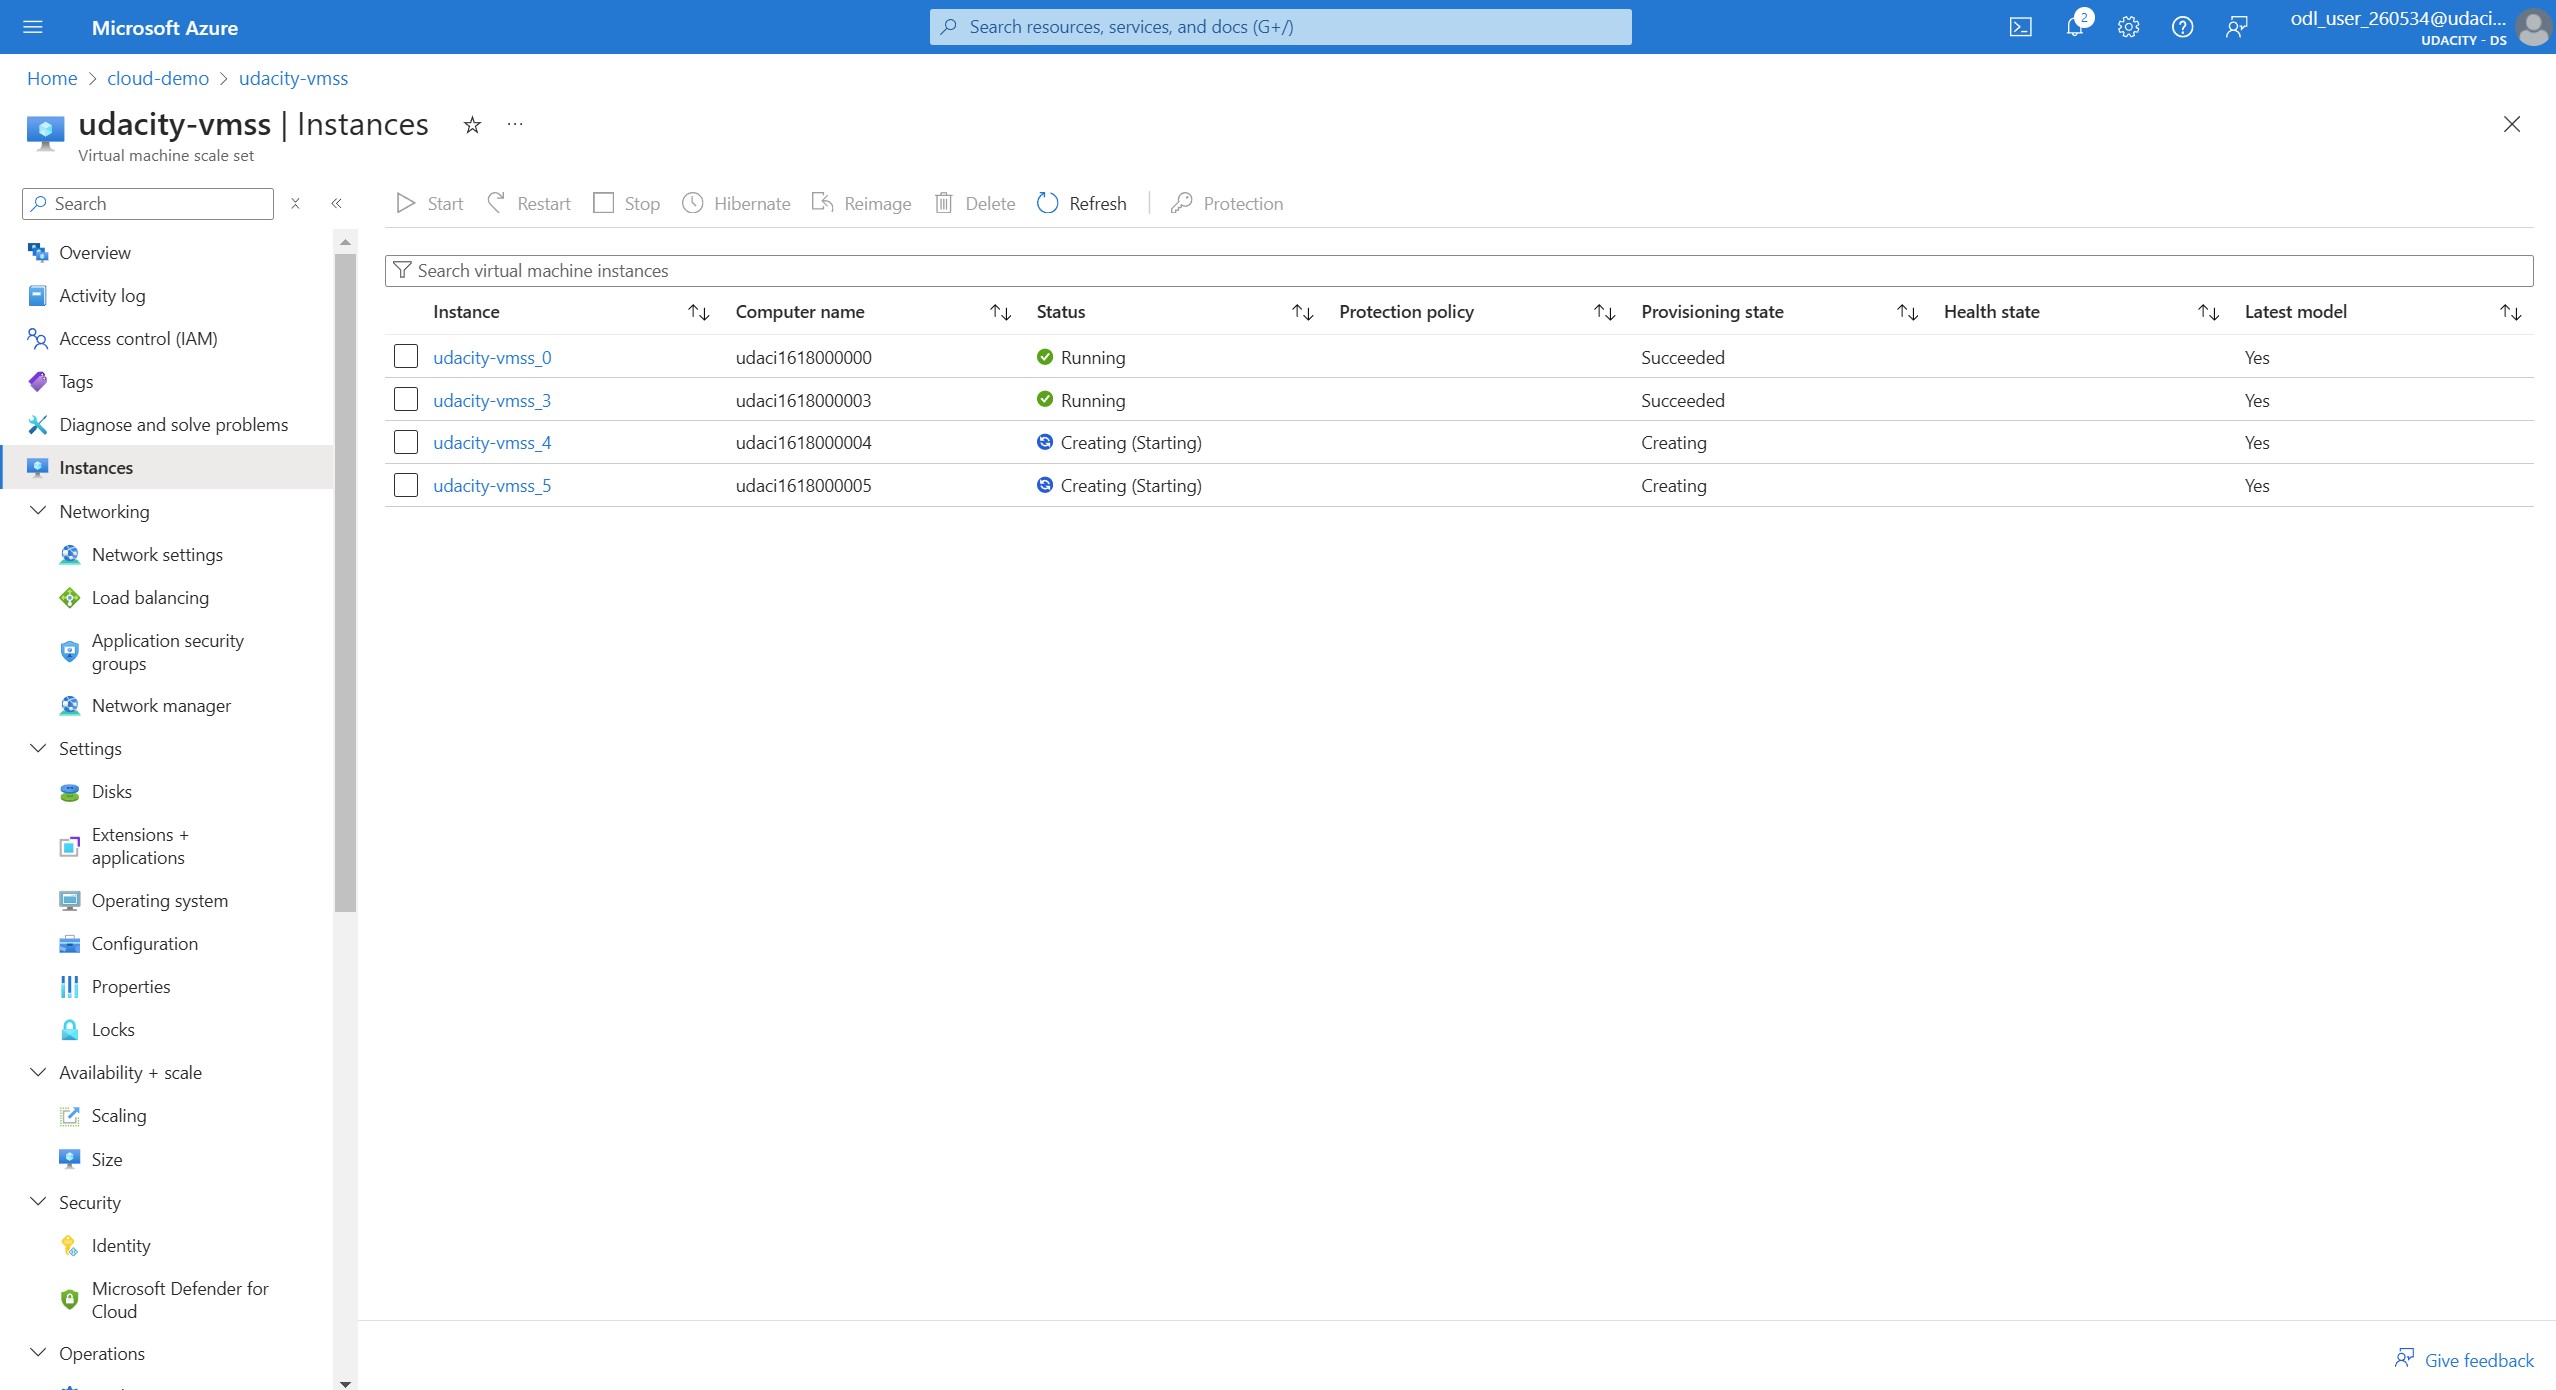 Microsoft Azure
Search resources, services, and docs (G+/)
2
odl_user_260534@udaci...
UDACITY - DS
Home > cloud-demo > udacity-vmss
udacity-vmss | Instances
Virtual machine scale set
Search
Overview
Activity log
Access control (IAM)
Tags
Diagnose and solve problems
Instances
Networking
Network settings
Load balancing
Application security
groups
Network manager
Settings
Disks
Extensions +
applications
Operating system
Configuration
Properties
Locks
Availability + scale
Scaling
Size
Security
Identity
Microsoft Defender for
Cloud
Operations
Start Restart Stop Hibernate Reimage Delete Refresh Protection
Search virtual machine instances
Instance Computer name Status Protection policy Provisioning state Health state Latest model
udacity-vmss_0 udaci1618000000 Running Succeeded Yes
udacity-vmss_3 udaci1618000003 Running Succeeded Yes
udacity-vmss_4 udaci1618000004 Creating (Starting) Creating Yes
udacity-vmss_5 udaci1618000005 Creating (Starting) Creating Yes
Give feedback